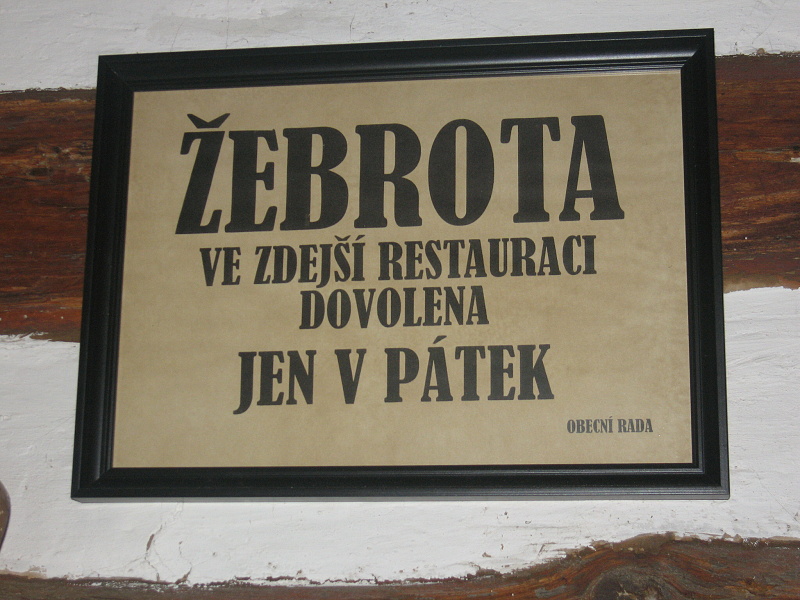 ŽEBROTA
VE ZDEJŠÍ RESTAURACI
DOVOLENA
JEN V PÁTEK
OBECNÍ RADA